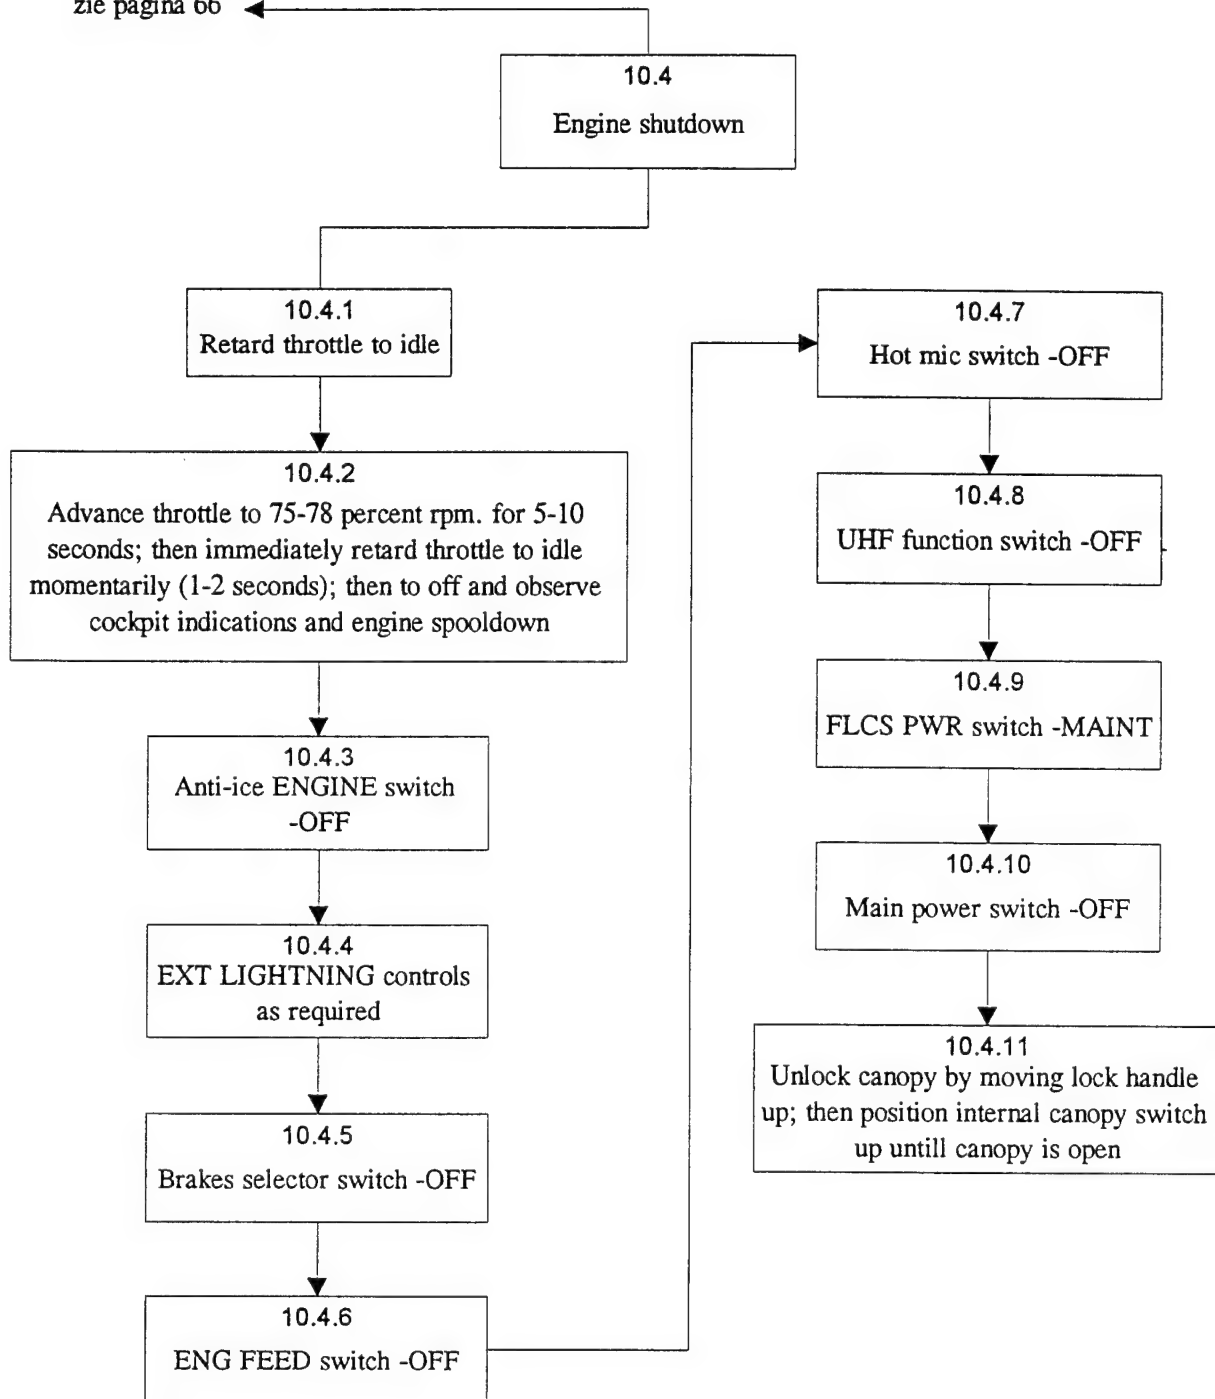 zie pagina 66
10.4
Engine shutdown
10.4.1
Retard throttle to idle
10.4.2
Advance throttle to 75-78 percent rpm. for 5-10
seconds; then immediately retard throttle to idle
momentarily (1-2 seconds); then to off and observe
cockpit indications and engine spooldown
10.4.3
Anti-ice ENGINE switch
-OFF
10.4.4
EXT LIGHTNING controls
as required
10.4.5
Brakes selector switch -OFF
10.4.6
ENG FEED switch -OFF
10.4.7
Hot mic switch -OFF
10.4.8
UHF function switch -OFF
10.4.9
FLCS PWR switch -MAINT
10.4.10
Main power switch -OFF
10.4.11
Unlock canopy by moving lock handle
up; then position internal canopy switch
up untill canopy is open